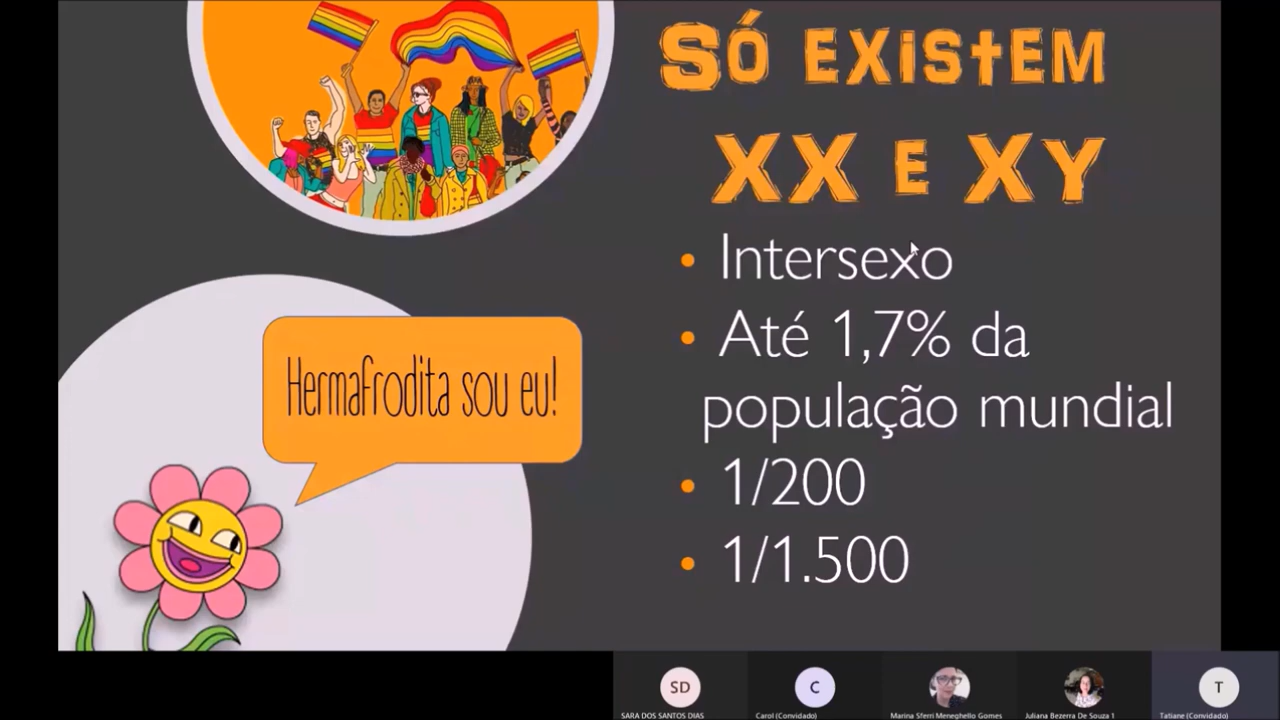 SÓ EXiStEM
XX E XY
• Intersexo
• Até 1,7% da
população mundial
• 1/200
• 1/1.500
Hermafrodita sou eu!
SD
C
T
SARA DOS SANTOS DIAS
Carol (Convidado)
Marina Sferri Meneghello Gomes
Juliana Bezerra De Souza 1
Tatiane (Convidado)